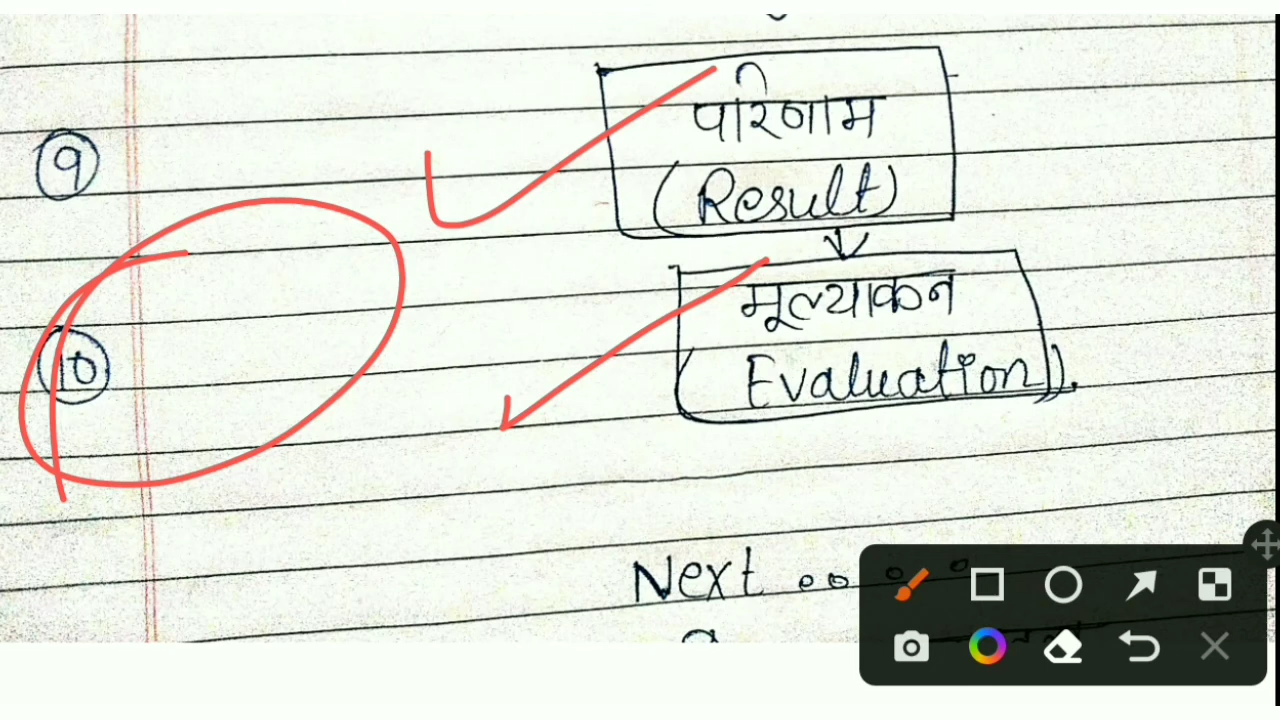 9
परिणाम
(Result)
10
मूल्याकन
(Evaluation).
Next